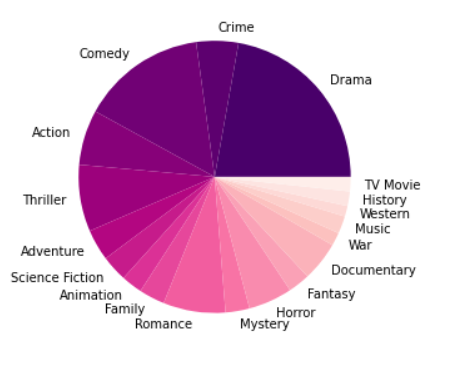 Crime
Comedy
Drama
Action
Thriller
TV Movie
History
Western
Music
War
Adventure
Documentary
Science Fiction
Animation
Fantasy
Family
Horror
Romance
Mystery